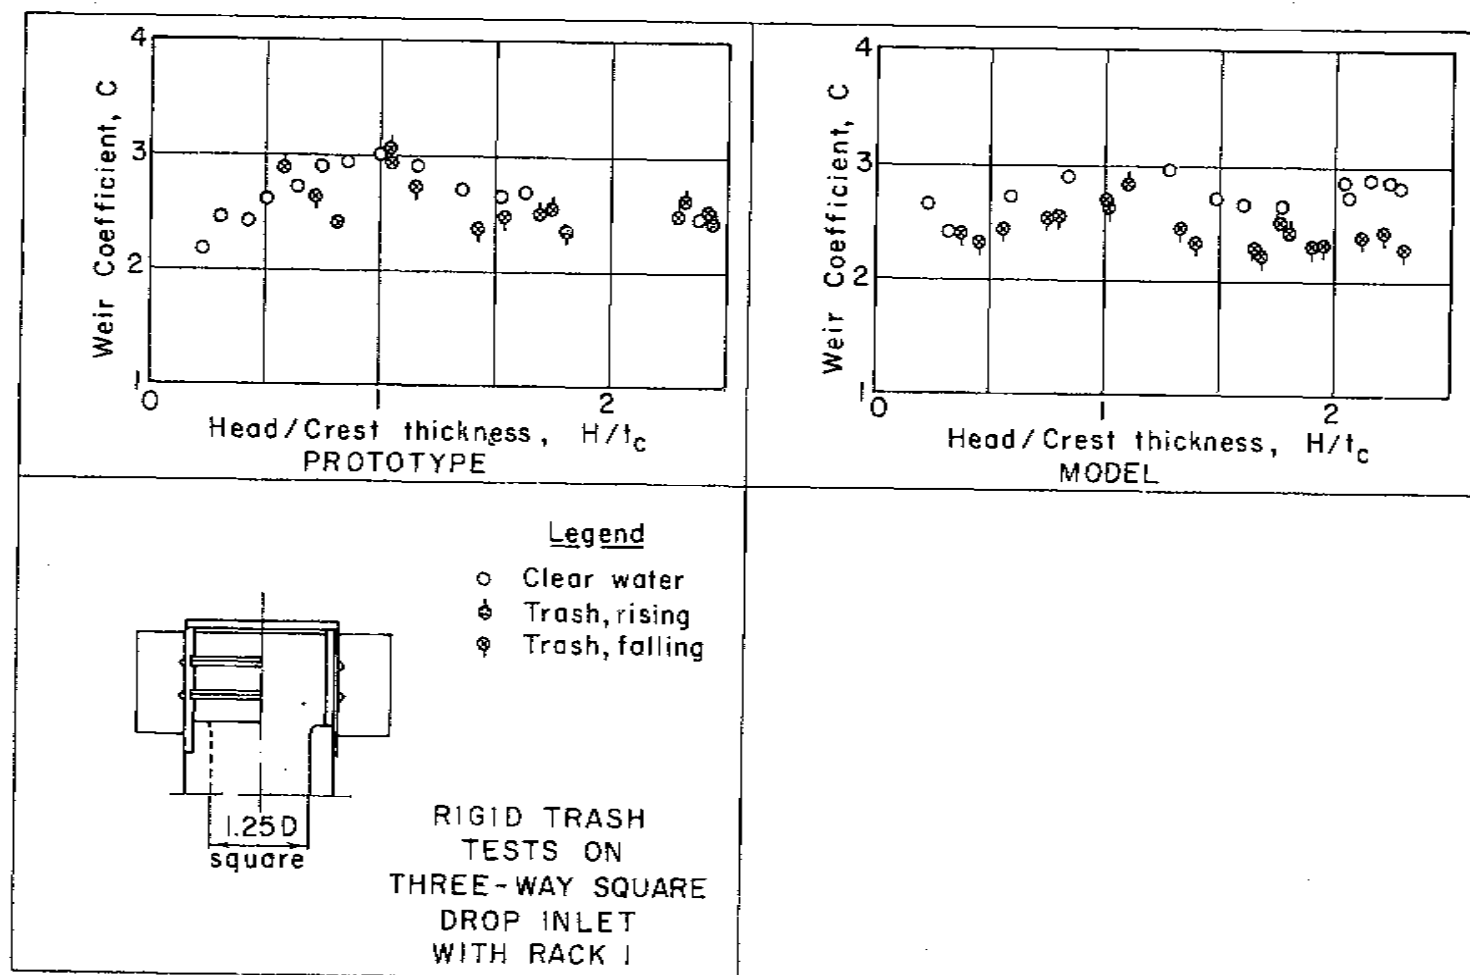 4
3
2
1
Weir Coefficient, C
0
1
2
Head/Crest thickness, H/tc
PROTOTYPE
4
3
2
1
Weir Coefficient, C
0
1
2
Head/Crest thickness, H/tc
MODEL
Legend
Clear water
Trash, rising
Trash, falling
1.25D
square
RIGID TRASH
TESTS ON
THREE-WAY SQUARE
DROP INLET
WITH RACK I